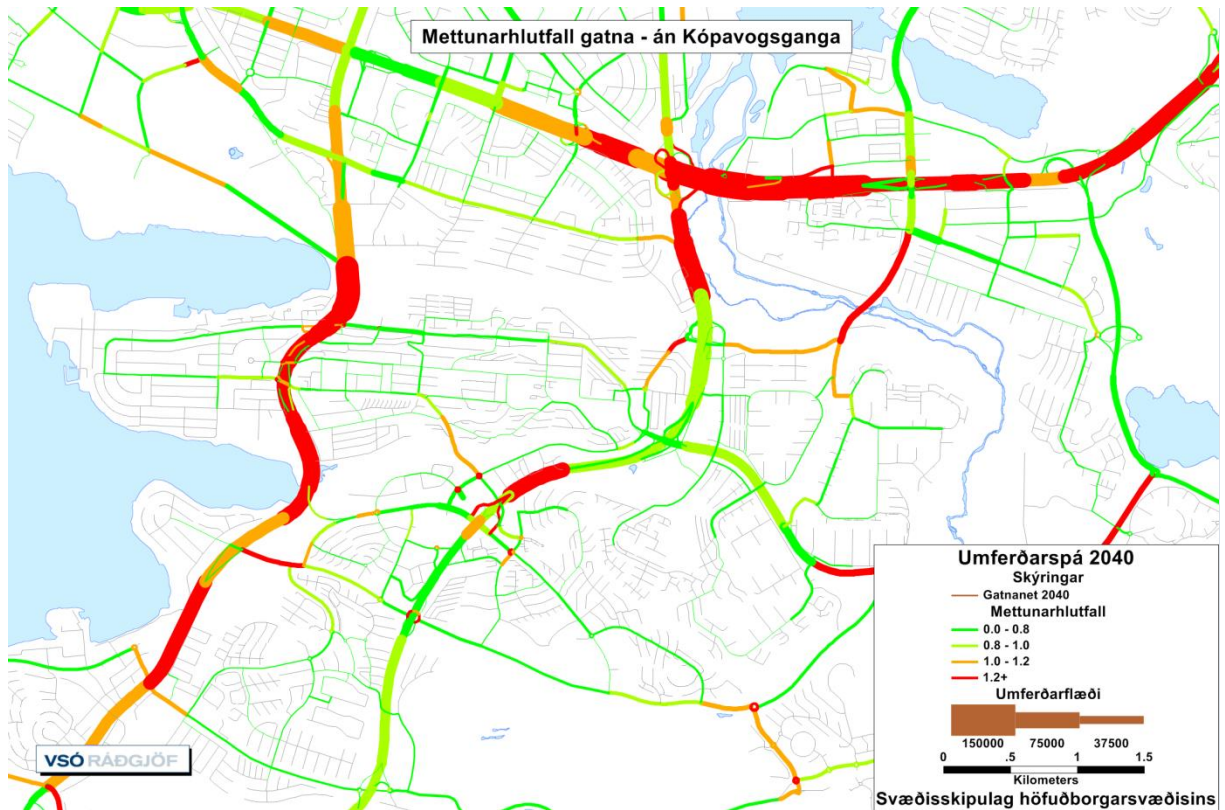 Mettunarhlutfall gatna - án Kópavogsganga
Umferðarspá 2040
Skýringar
Gatnanet 2040
Mettunarhlutfall
0.0 - 0.8
0.8 - 1.0
1.0 - 1.2
1.2+
Umferðarflæði
150000 75000 37500
0 .5 1 1.5
Kilometers
Svæðisskipulag höfuðborgarsvæðisins
VSÓ RÁÐGJÖF